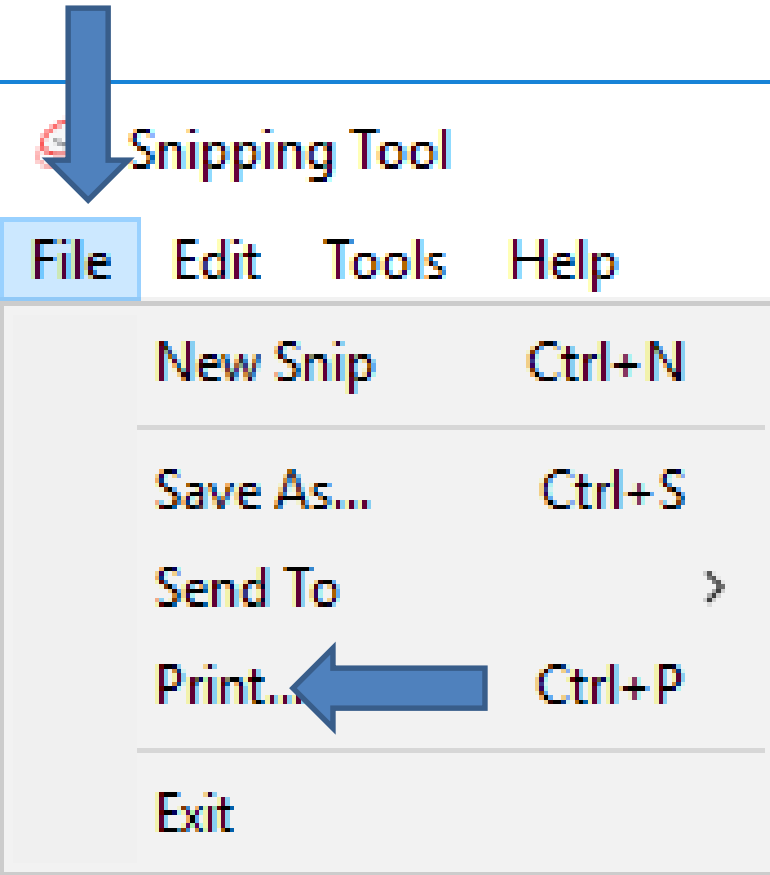 Snipping Tool
File Edit Tools Help
New Snip Ctrl+N
Save As... Ctrl+S
Send To >
Print... Ctrl+P
Exit